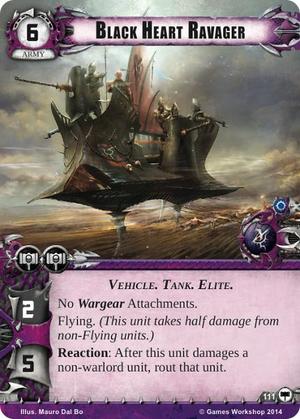 Black Heart Ravager
6
ARMY
Vehicle. Tank. Elite.
2
No Wargear Attachments.
Flying. (This unit takes half damage from
non-Flying units.)
5
Reaction: After this unit damages a
non-warlord unit, rout that unit.
111
Illus. Mauro Dal Bo
© Games Workshop 2014